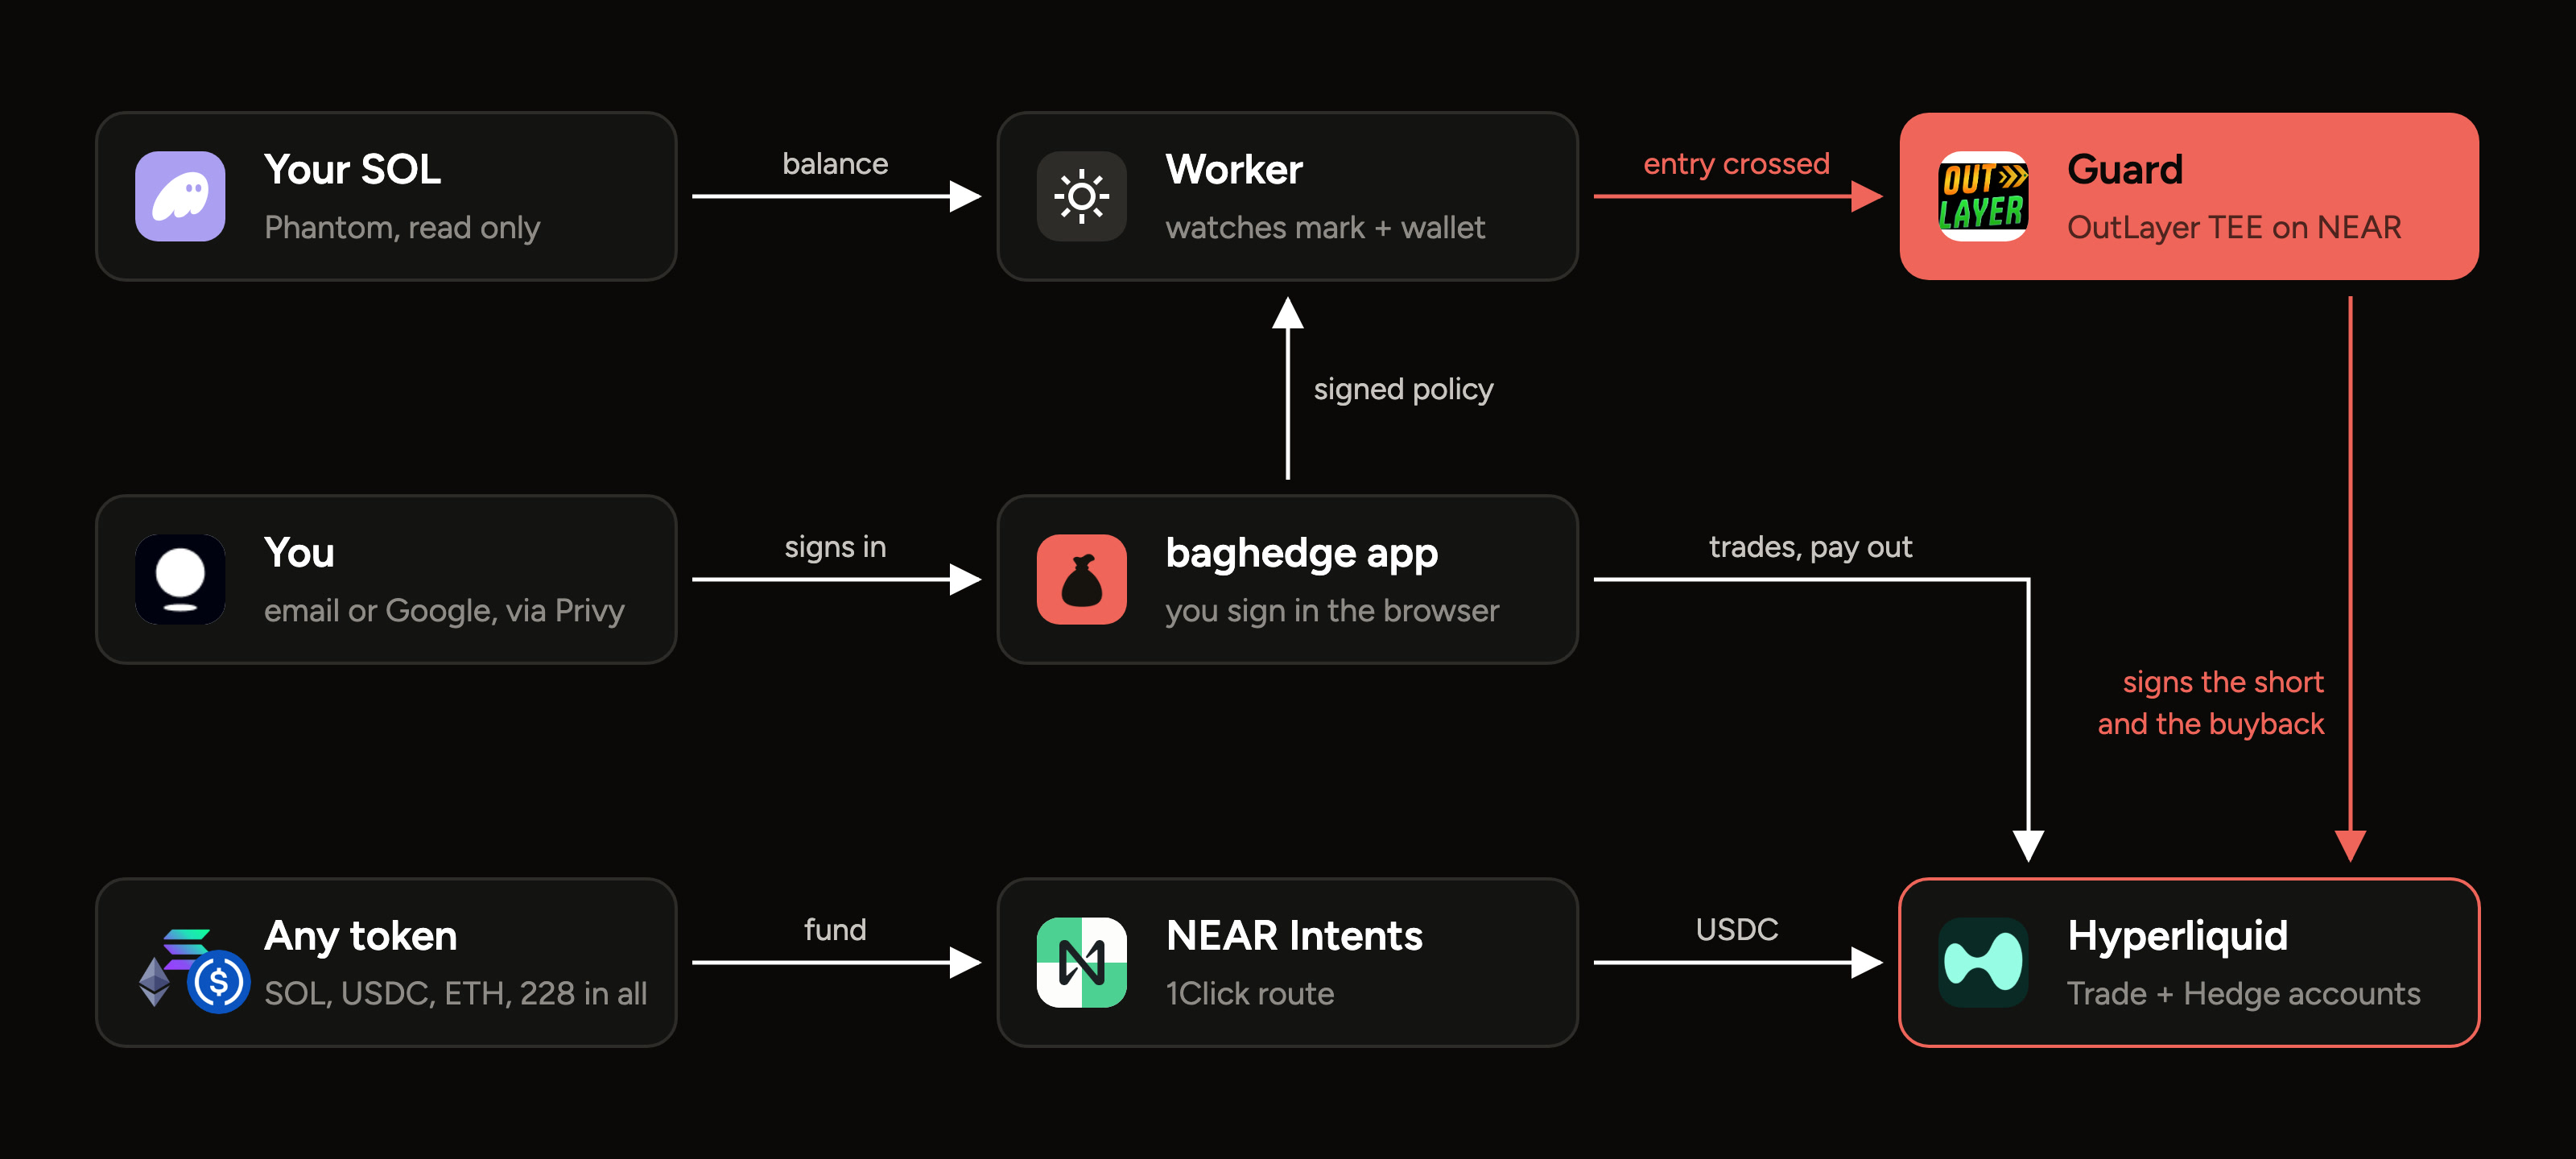 Your SOL
Phantom, read only
balance
Worker
watches mark + wallet
entry crossed
OUT
LAYER
Guard
OutLayer TEE on NEAR
signed policy
You
email or Google, via Privy
signs in
baghedge app
you sign in the browser
trades, pay out
signs the short
and the buyback
Any token
SOL, USDC, ETH, 228 in all
fund
NEAR Intents
1Click route
USDC
Hyperliquid
Trade + Hedge accounts